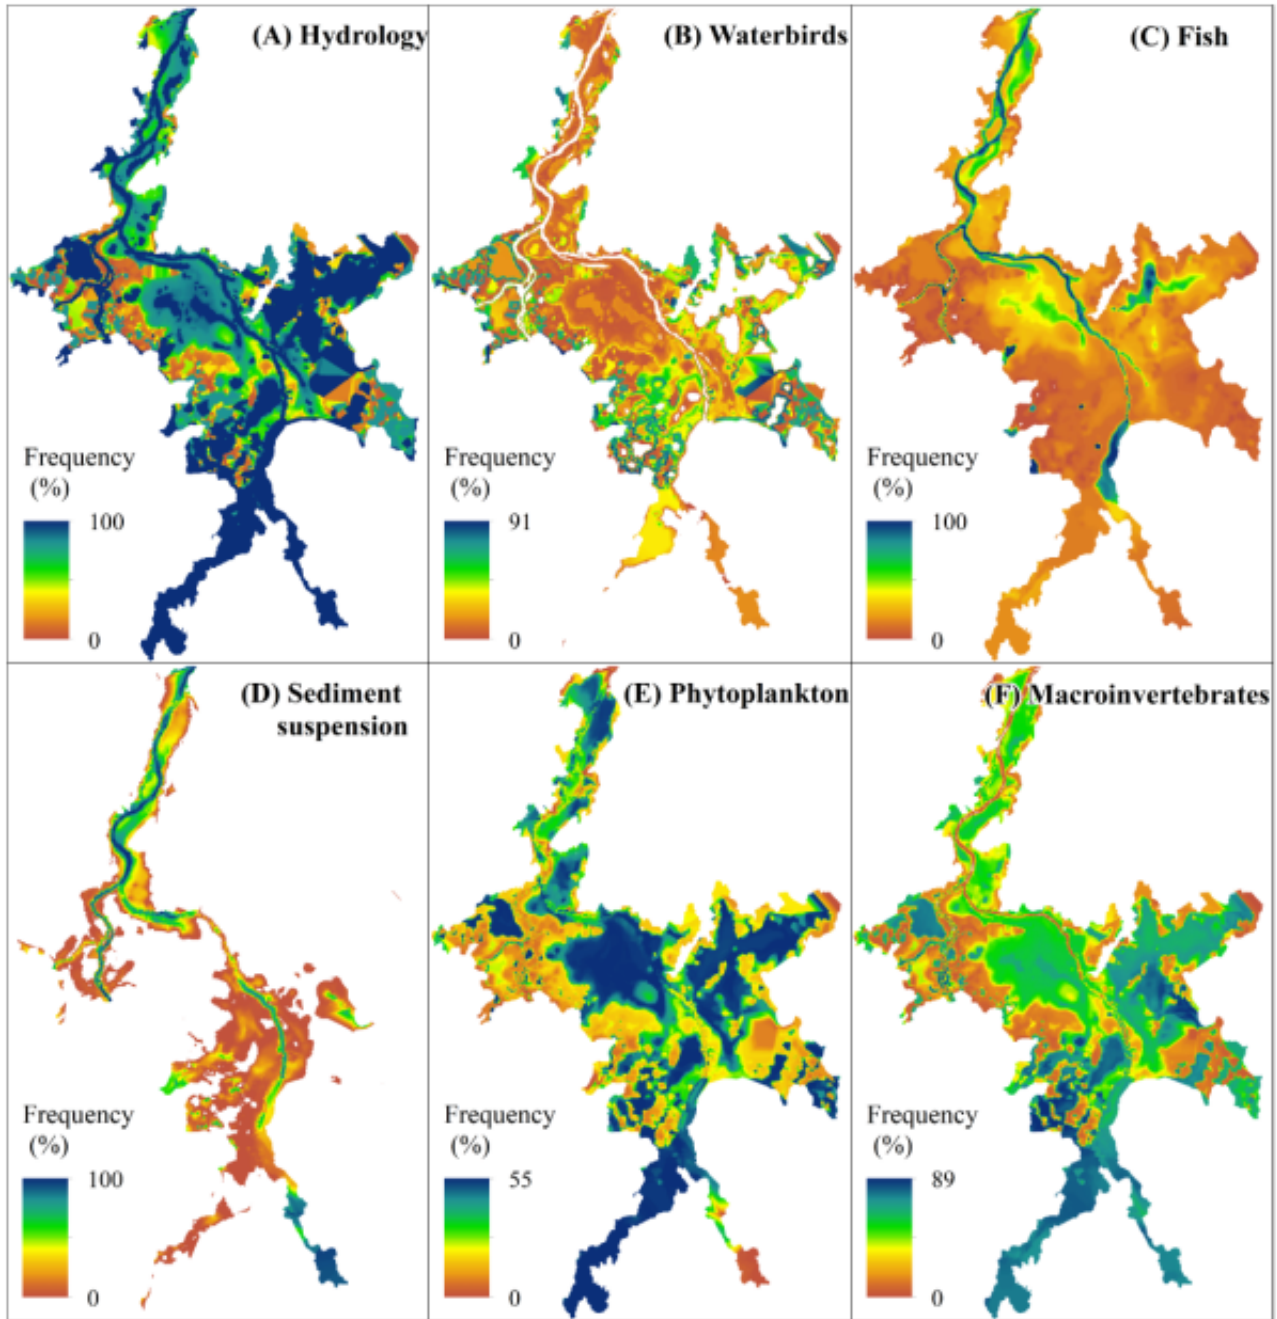 (A) Hydrology
Frequency
(%)
100
0
(B) Waterbirds
Frequency
(%)
91
0
(C) Fish
Frequency
(%)
100
0
(D) Sediment
suspension
Frequency
(%)
100
0
(E) Phytoplankton
Frequency
(%)
55
0
(F) Macroinvertebrates
Frequency
(%)
89
0